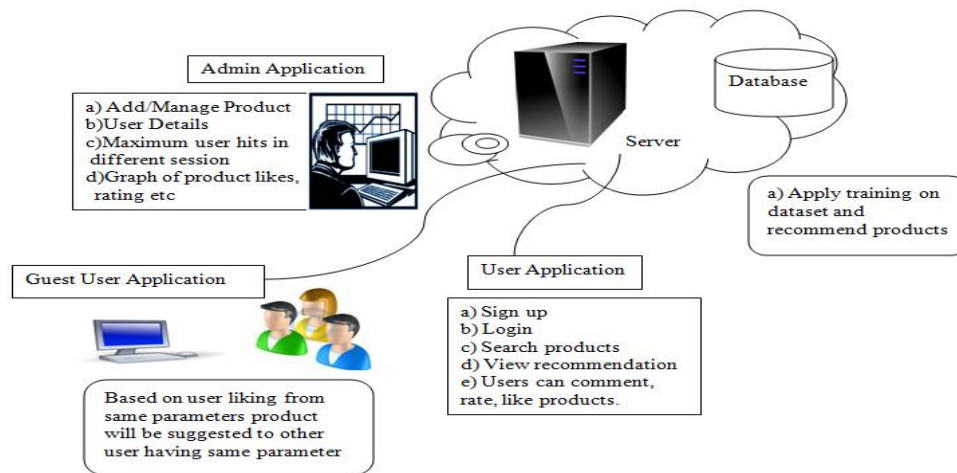 Admin Application
a) Add/Manage Product
b)User Details
c)Maximum user hits in
different session
d)Graph of product likes,
rating etc
Database
Server
a) Apply training on
dataset and
recommend products
Guest User Application
User Application
a) Sign up
b) Login
c) Search products
d) View recommendation
e) Users can comment,
rate, like products.
Based on user liking from
same parameters product
will be suggested to other
user having same parameter